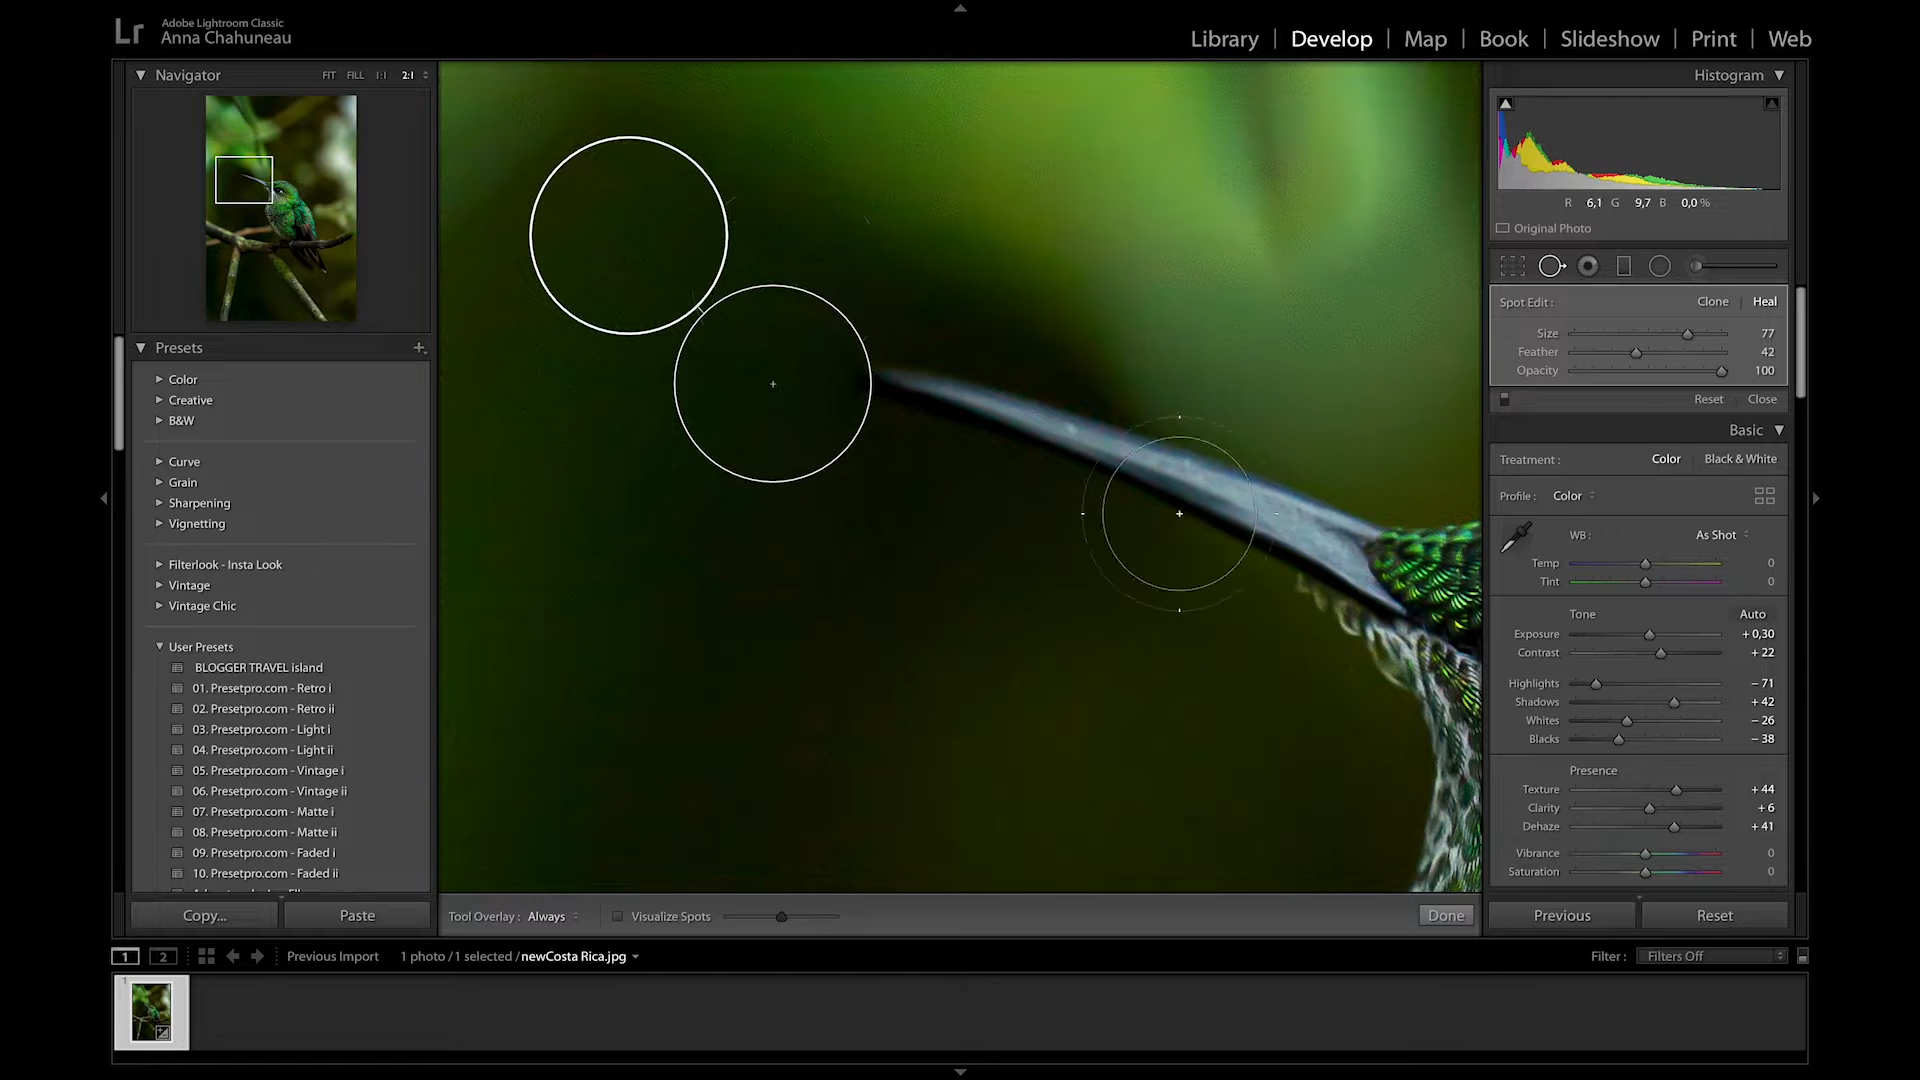 Lr
Adobe Lightroom Classic
Anna Chahuneau
Library | Develop | Map | Book | Slideshow | Print | Web
Navigator FIT FILL 1:1 2:1
Presets
Color
Creative
B&W
Curve
Grain
Sharpening
Vignetting
Filterlook - Insta Look
Vintage
Vintage Chic
User Presets
BLOGGER TRAVEL island
01. Presetpro.com - Retro i
02. Presetpro.com - Retro ii
03. Presetpro.com - Light i
04. Presetpro.com - Light ii
05. Presetpro.com - Vintage i
06. Presetpro.com - Vintage ii
07. Presetpro.com - Matte i
08. Presetpro.com - Matte ii
09. Presetpro.com - Faded i
10. Presetpro.com - Faded ii
Copy... Paste
Tool Overlay : Always Visualize Spots Done
Histogram
R 6,1 G 9,7 B 0,0 %
Original Photo
Spot Edit : Clone | Heal
Size 77
Feather 42
Opacity 100
Reset Close
Basic
Treatment : Color Black & White
Profile : Color
WB : As Shot
Temp 0
Tint 0
Tone Auto
Exposure + 0,30
Contrast + 22
Highlights − 71
Shadows + 42
Whites − 26
Blacks − 38
Presence
Texture + 44
Clarity + 6
Dehaze + 41
Vibrance 0
Saturation 0
Previous Reset
1 2 Previous Import 1 photo / 1 selected / newCosta Rica.jpg Filter : Filters Off
1